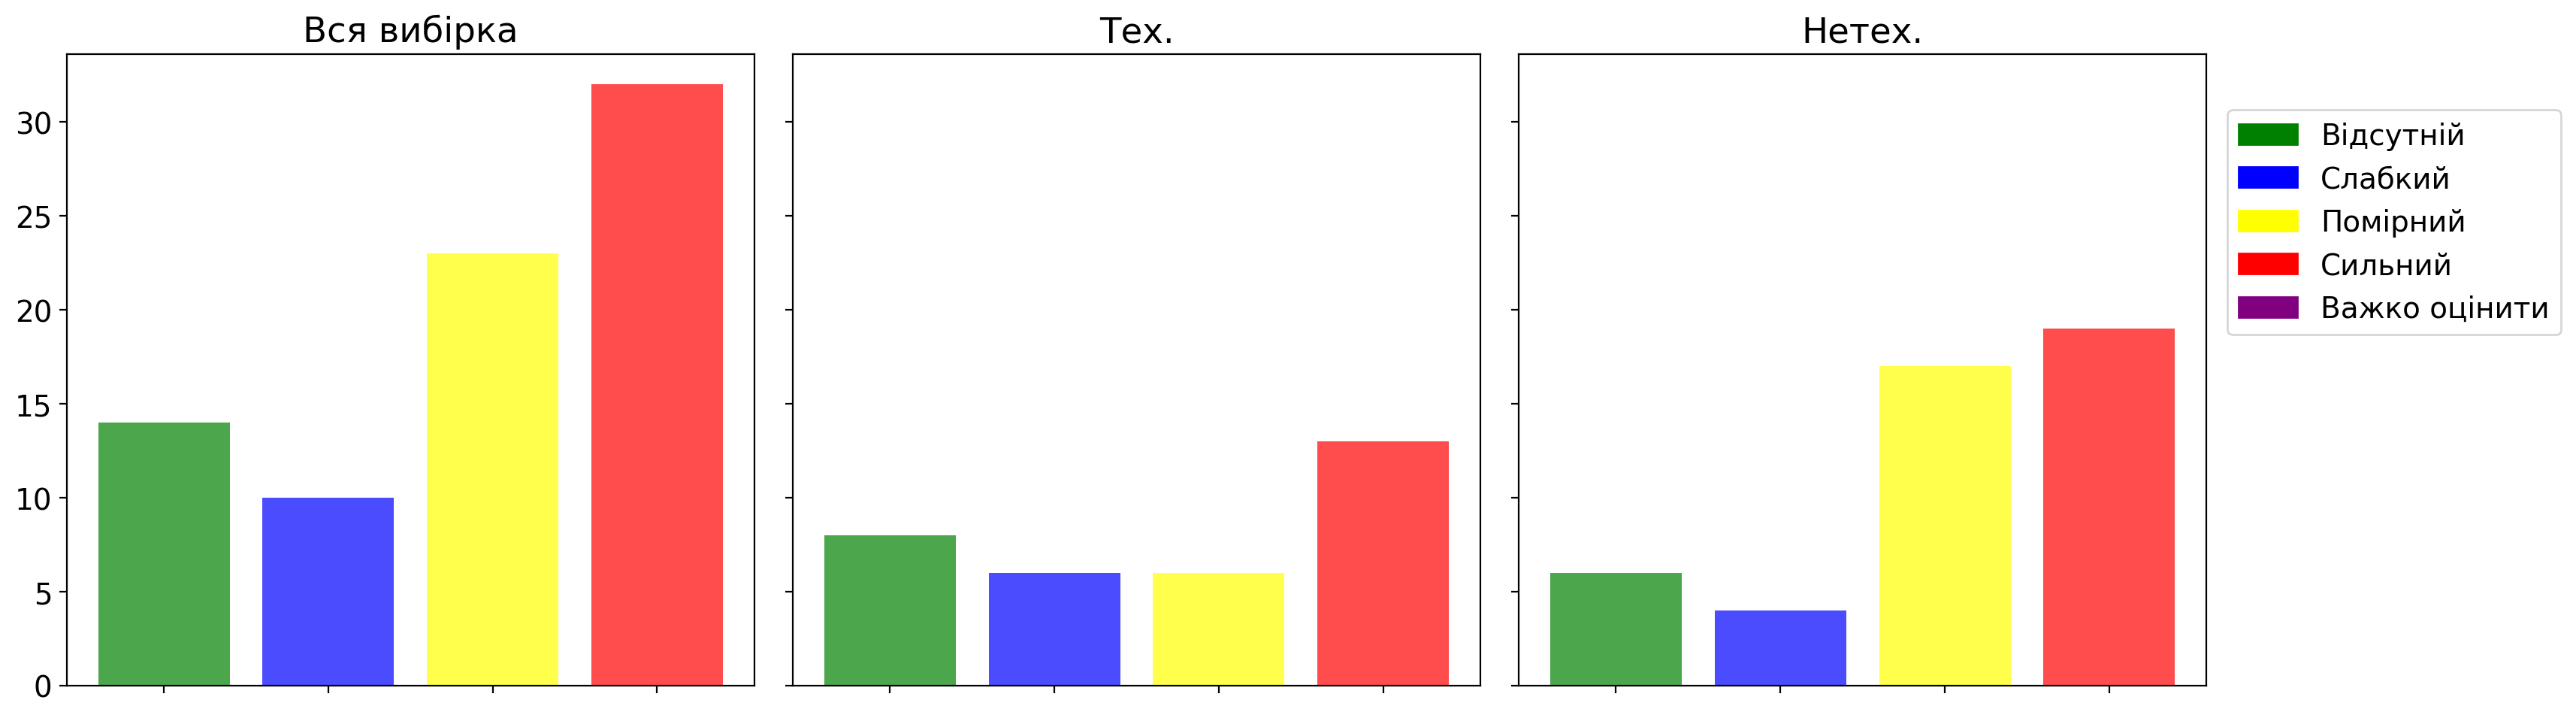 Вся вибірка
Тех.
Нетех.
30
25
20
15
10
5
0
Відсутній
Слабкий
Помірний
Сильний
Важко оцінити